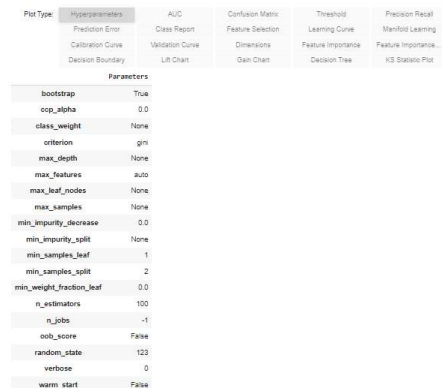 Plot Type: Hyperparameters AUC Confusion Matrix Threshold Precision Recall
Prediction Error Class Report Feature Selection Learning Curve Manifold Learning
Calibration Curve Validation Curve Dimensions Feature Importance Feature Importance...
Decision Boundary Lift Chart Gain Chart Decision Tree KS Statistic Plot
Parameters
bootstrap True
ccp_alpha 0.0
class_weight None
criterion gini
max_depth None
max_features auto
max_leaf_nodes None
max_samples None
min_impurity_decrease 0.0
min_impurity_split None
min_samples_leaf 1
min_samples_split 2
min_weight_fraction_leaf 0.0
n_estimators 100
n_jobs -1
oob_score False
random_state 123
verbose 0
warm_start False